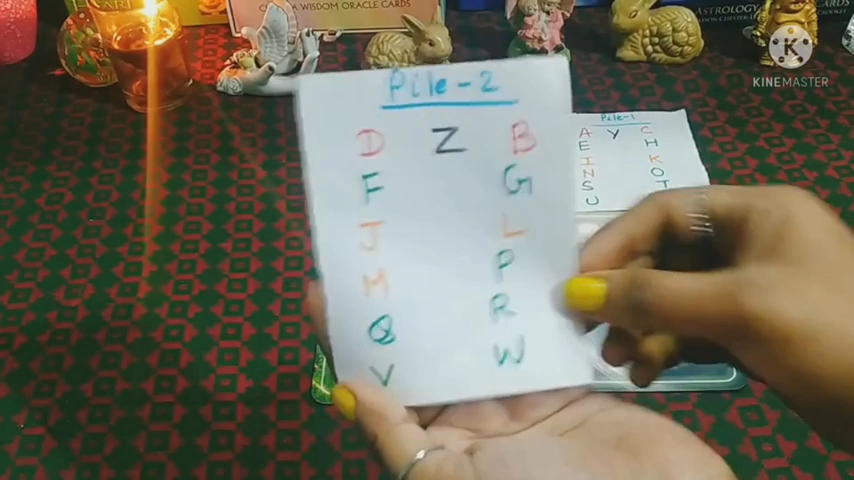 WISDOM ORACLE CARDS
ASTROLOGY
KINEMASTER
Pile-2
D Z B
F G
J L
M P
Q R
V W
Pile-1
A Y C
E H
I K
N O
S T
U